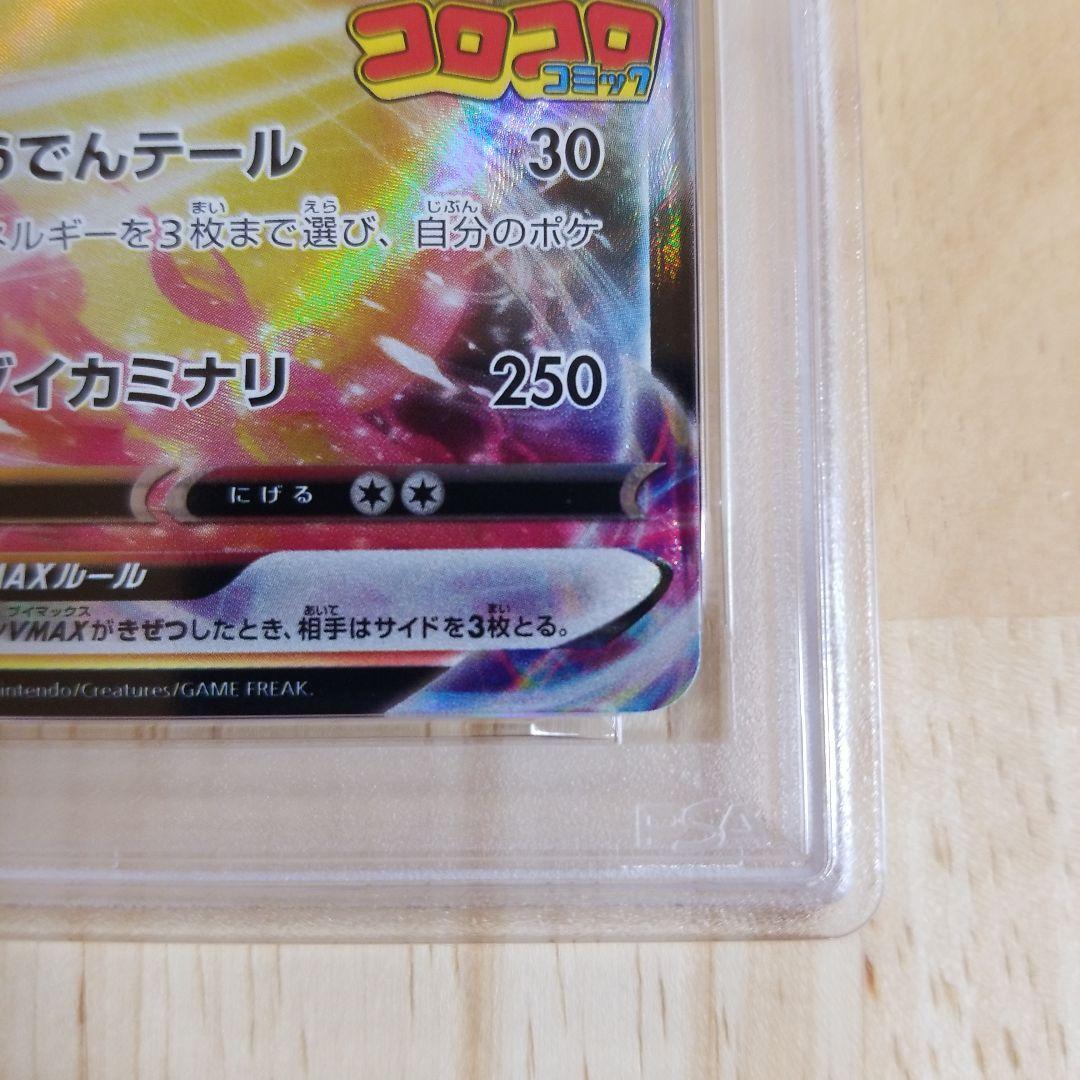 コロコロ
コミック
うでんテール 30
ネルギーを3枚まで選び、自分のポケ
まい えら じぶん
ダイカミナリ 250
にげる
MAXルール
ブイマックス あいて まい
VMAXがきぜつしたとき、相手はサイドを3枚とる。
intendo/Creatures/GAME FREAK.
PSA